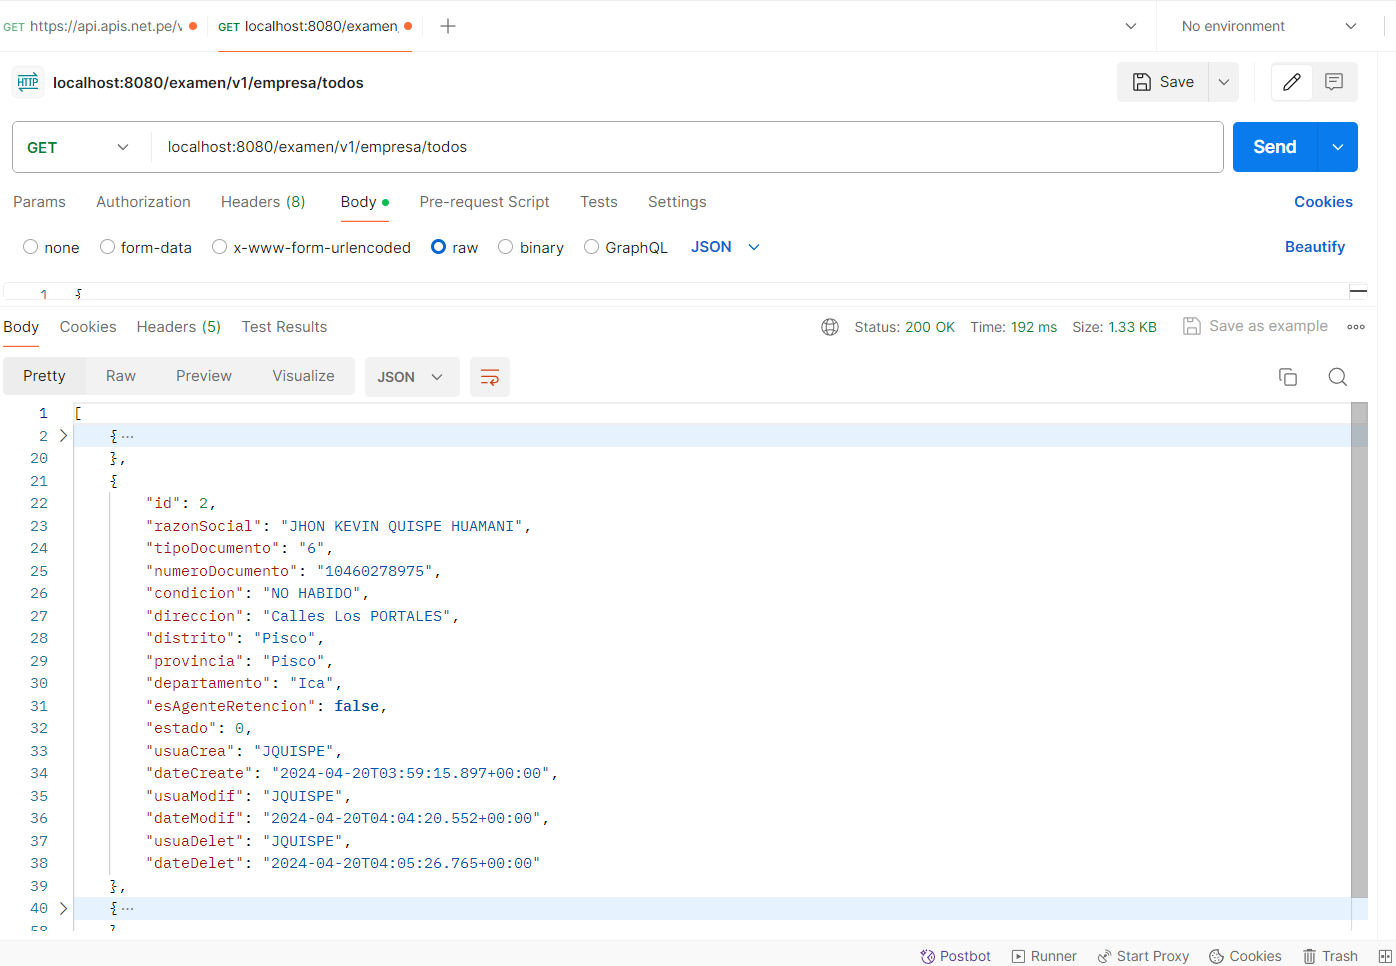 GET https://api.apis.net.pe/v GET localhost:8080/examen, No environment
HTTP localhost:8080/examen/v1/empresa/todos Save
GET localhost:8080/examen/v1/empresa/todos Send
Params Authorization Headers (8) Body Pre-request Script Tests Settings Cookies
none form-data x-www-form-urlencoded raw binary GraphQL JSON Beautify
1 {
Body Cookies Headers (5) Test Results Status: 200 OK Time: 192 ms Size: 1.33 KB Save as example
Pretty Raw Preview Visualize JSON
1 [
2 {...
20 },
21 {
22 "id": 2,
23 "razonSocial": "JHON KEVIN QUISPE HUAMANI",
24 "tipoDocumento": "6",
25 "numeroDocumento": "10460278975",
26 "condicion": "NO HABIDO",
27 "direccion": "Calles Los PORTALES",
28 "distrito": "Pisco",
29 "provincia": "Pisco",
30 "departamento": "Ica",
31 "esAgenteRetencion": false,
32 "estado": 0,
33 "usuaCrea": "JQUISPE",
34 "dateCreate": "2024-04-20T03:59:15.897+00:00",
35 "usuaModif": "JQUISPE",
36 "dateModif": "2024-04-20T04:04:20.552+00:00",
37 "usuaDelet": "JQUISPE",
38 "dateDelet": "2024-04-20T04:05:26.765+00:00"
39 },
40 {...
58 }
Postbot Runner Start Proxy Cookies Trash